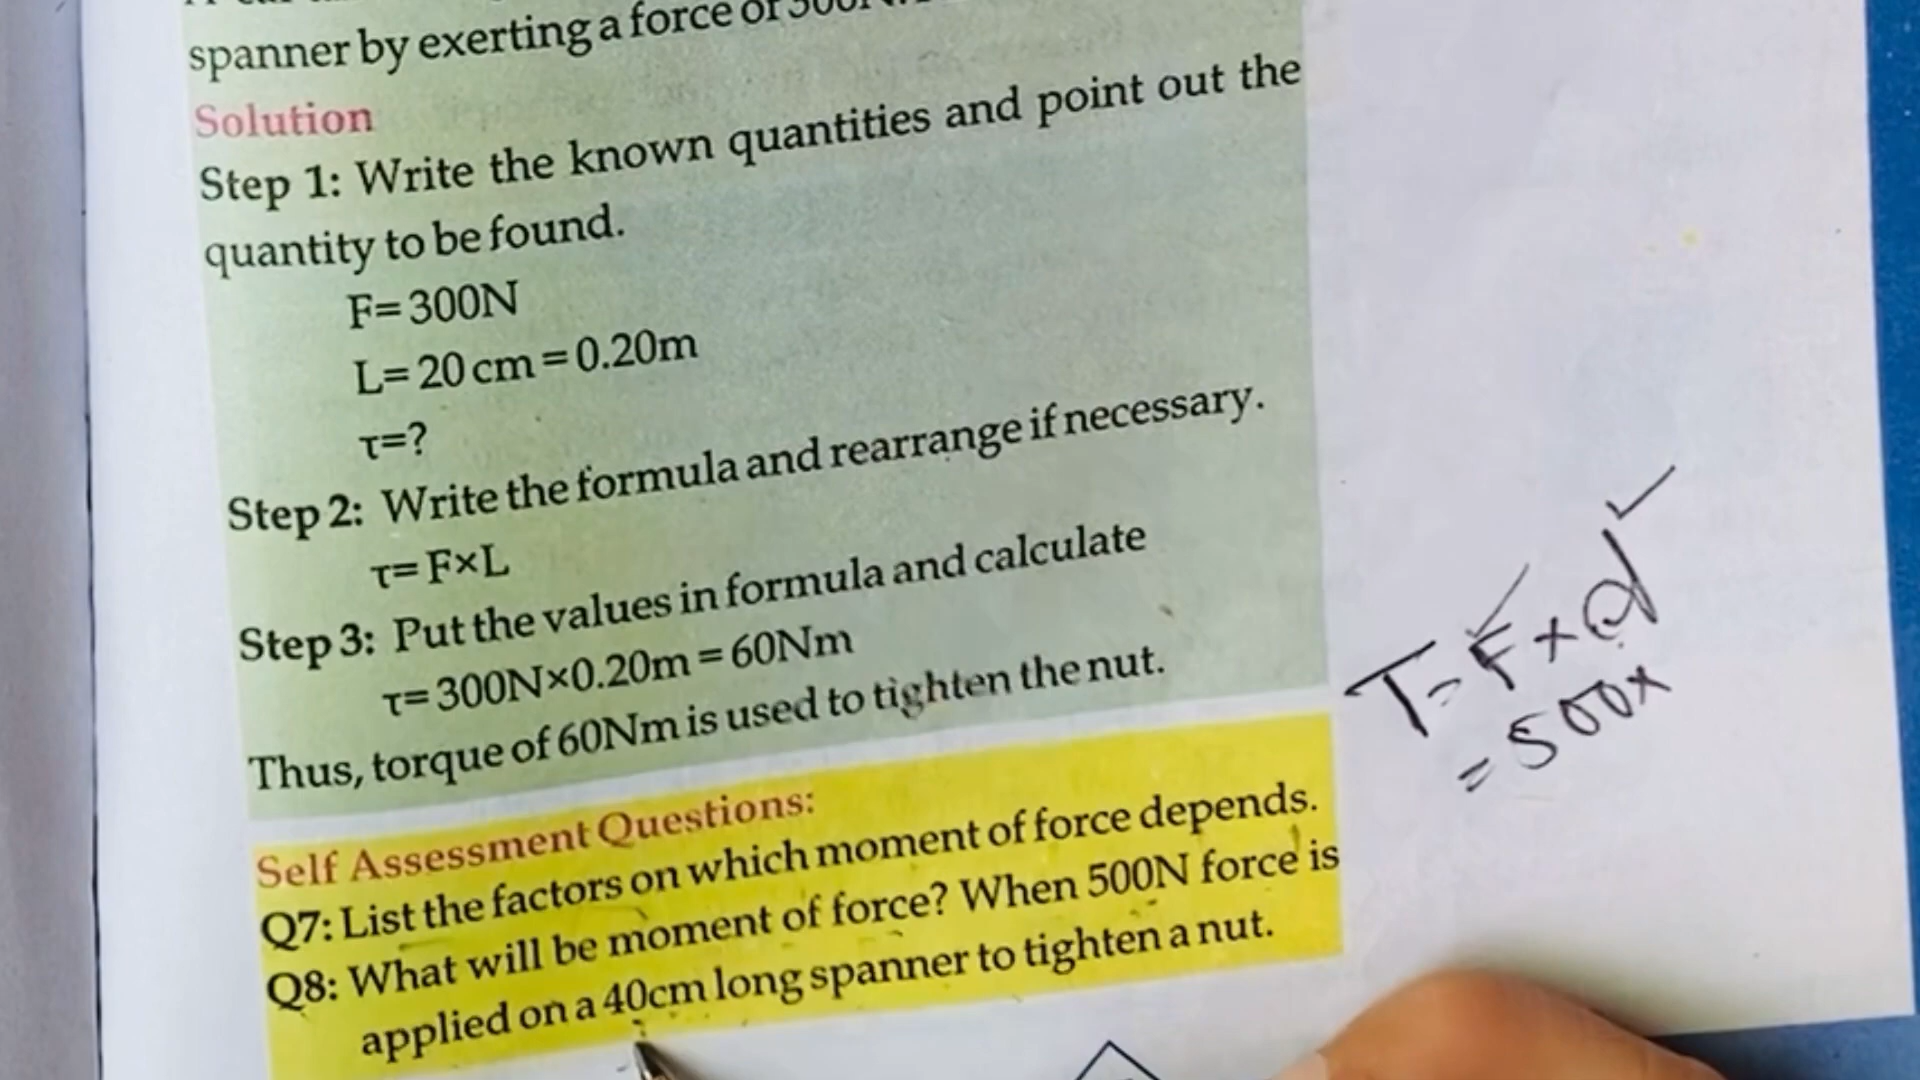 spanner by exerting a force of 300N.
Solution
Step 1: Write the known quantities and point out the
quantity to be found.
F= 300N
L= 20 cm = 0.20m
τ=?
Step 2: Write the formula and rearrange if necessary.
τ= F×L
Step 3: Put the values in formula and calculate
τ= 300N×0.20m = 60Nm
Thus, torque of 60Nm is used to tighten the nut.
Self Assessment Questions:
Q7: List the factors on which moment of force depends.
Q8: What will be moment of force? When 500N force is
applied on a 40cm long spanner to tighten a nut.
T= F×d
= 500×